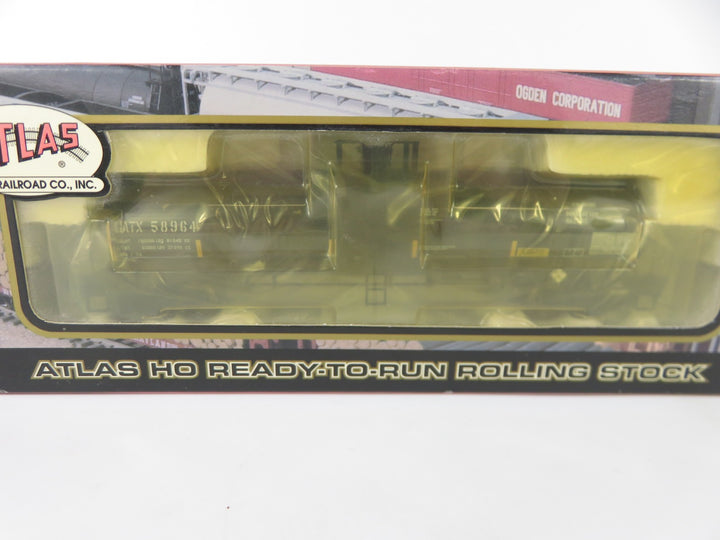 OGDEN CORPORATION
ATLAS
®
RAILROAD CO., INC.
GATX 58964
ATLAS HO READY-TO-RUN ROLLING STOCK